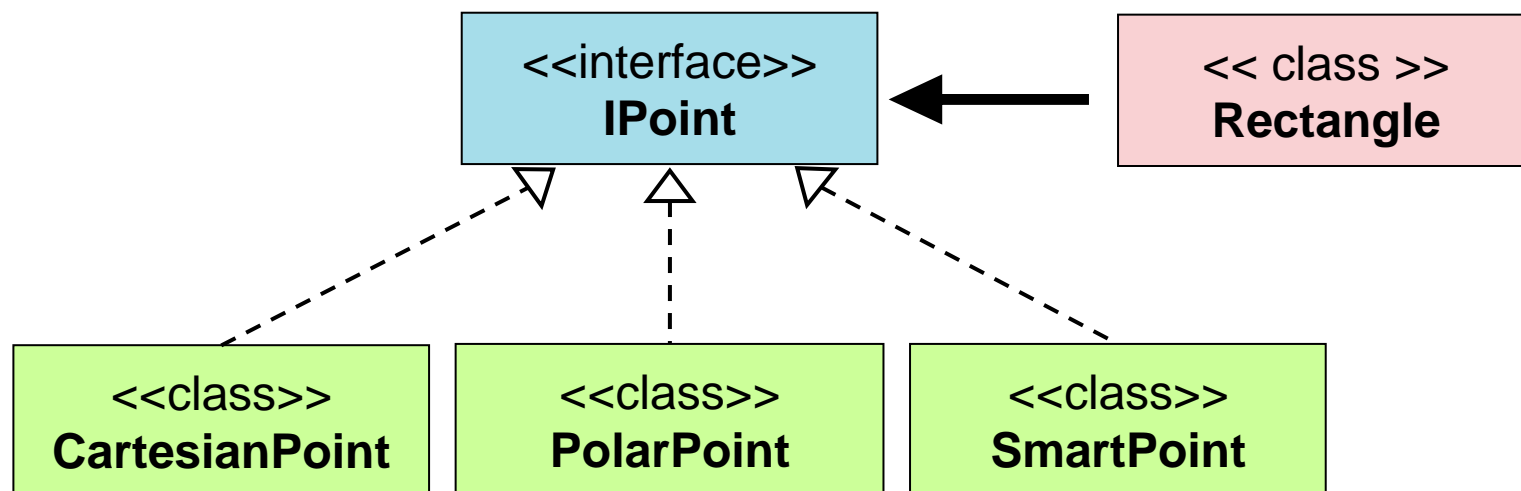 <<interface>>
IPoint
<< class >>
Rectangle
<<class>>
CartesianPoint
<<class>>
PolarPoint
<<class>>
SmartPoint